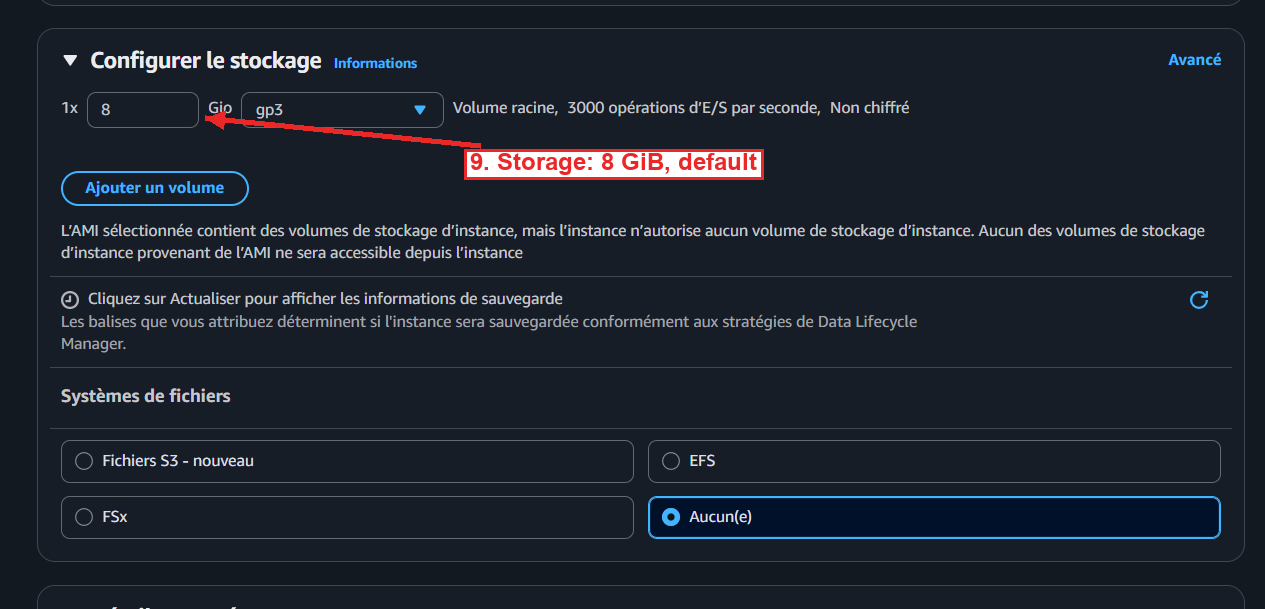 Configurer le stockage Informations Avancé
1x 8 Gio gp3 Volume racine, 3000 opérations d’E/S par seconde, Non chiffré
9. Storage: 8 GiB, default
Ajouter un volume
L’AMI sélectionnée contient des volumes de stockage d’instance, mais l’instance n’autorise aucun volume de stockage d’instance. Aucun des volumes de stockage
d’instance provenant de l’AMI ne sera accessible depuis l’instance
Cliquez sur Actualiser pour afficher les informations de sauvegarde
Les balises que vous attribuez déterminent si l'instance sera sauvegardée conformément aux stratégies de Data Lifecycle
Manager.
Systèmes de fichiers
Fichiers S3 - nouveau EFS
FSx Aucun(e)